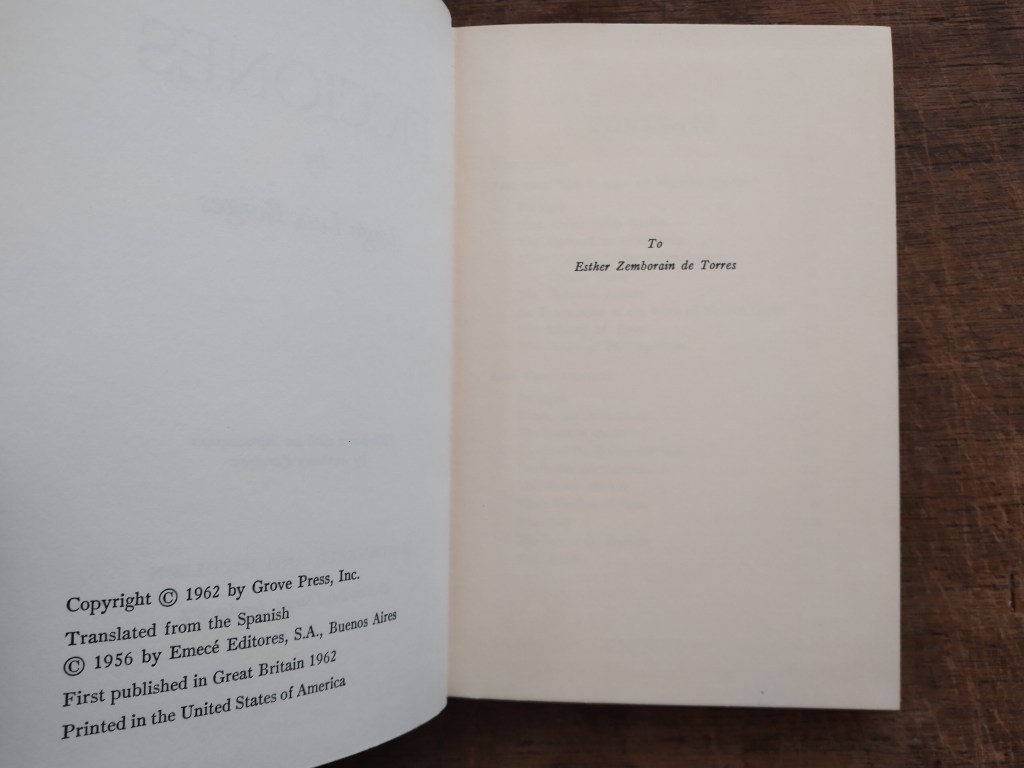 Copyright © 1962 by Grove Press, Inc.
Translated from the Spanish
© 1956 by Emecé Editores, S.A., Buenos Aires
First published in Great Britain 1962
Printed in the United States of America
To
Esther Zemborain de Torres